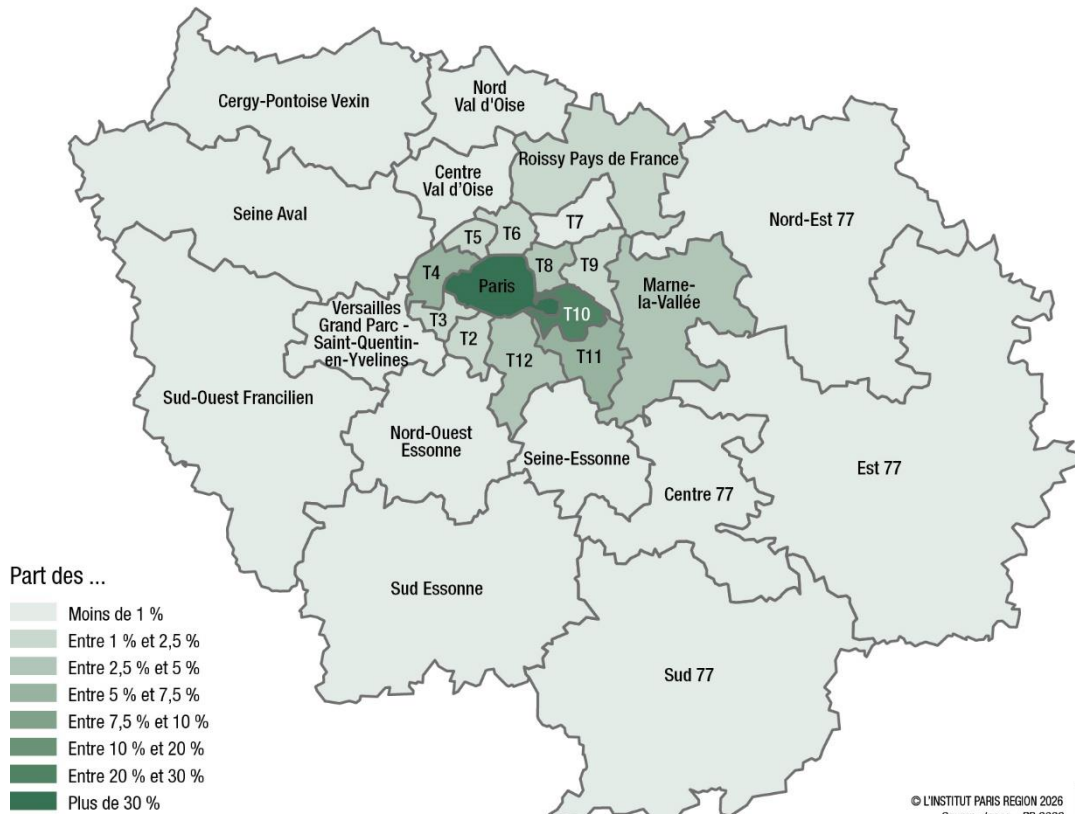 Cergy-Pontoise Vexin
Nord
Val d'Oise
Roissy Pays de France
Centre
Val d'Oise
Seine Aval
Nord-Est 77
T7
T6
T5
T8
T9
T4
Paris
Marne-
la-Vallée
Versailles
Grand Parc -
Saint-Quentin-
en-Yvelines
T3
T10
T2
T12
T11
Sud-Ouest Francilien
Nord-Ouest
Essonne
Seine-Essonne
Est 77
Centre 77
Sud Essonne
Sud 77
Part des ...
Moins de 1 %
Entre 1 % et 2,5 %
Entre 2,5 % et 5 %
Entre 5 % et 7,5 %
Entre 7,5 % et 10 %
Entre 10 % et 20 %
Entre 20 % et 30 %
Plus de 30 %
© L'INSTITUT PARIS REGION 2026